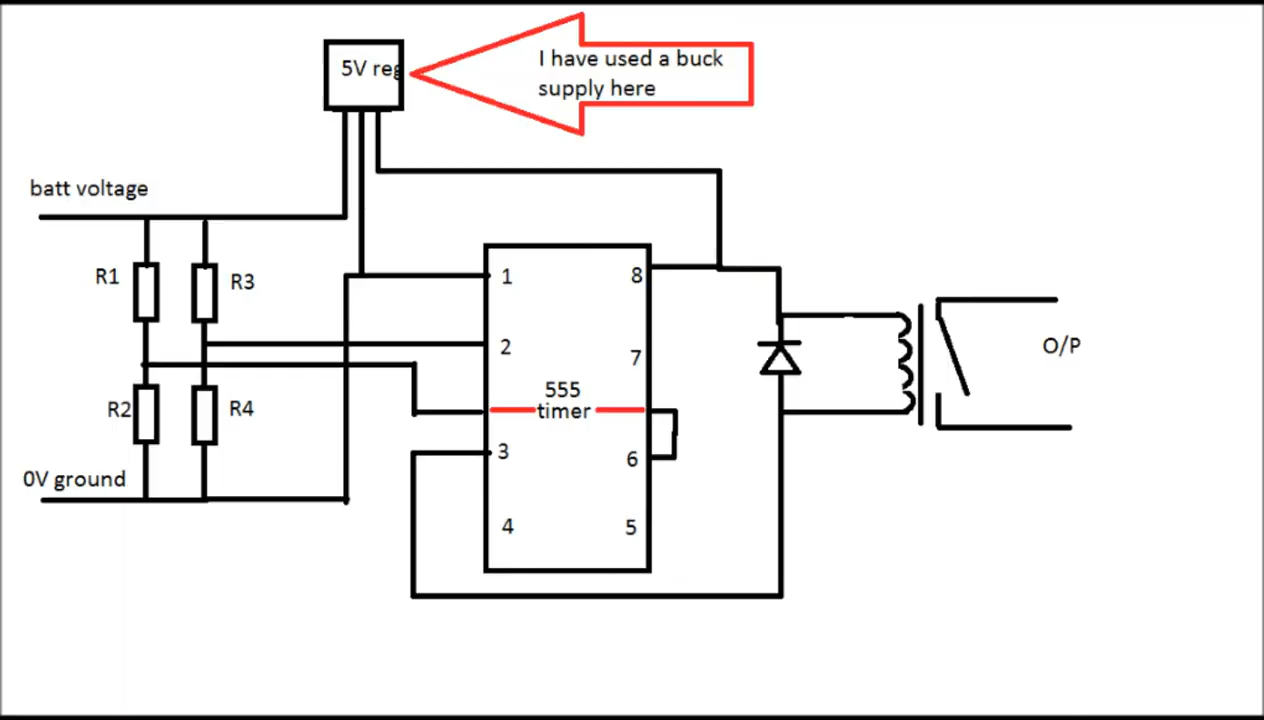 5V reg
I have used a buck
supply here
batt voltage
R1
R3
1
8
2
7
555
timer
R2
R4
3
6
0V ground
4
5
O/P